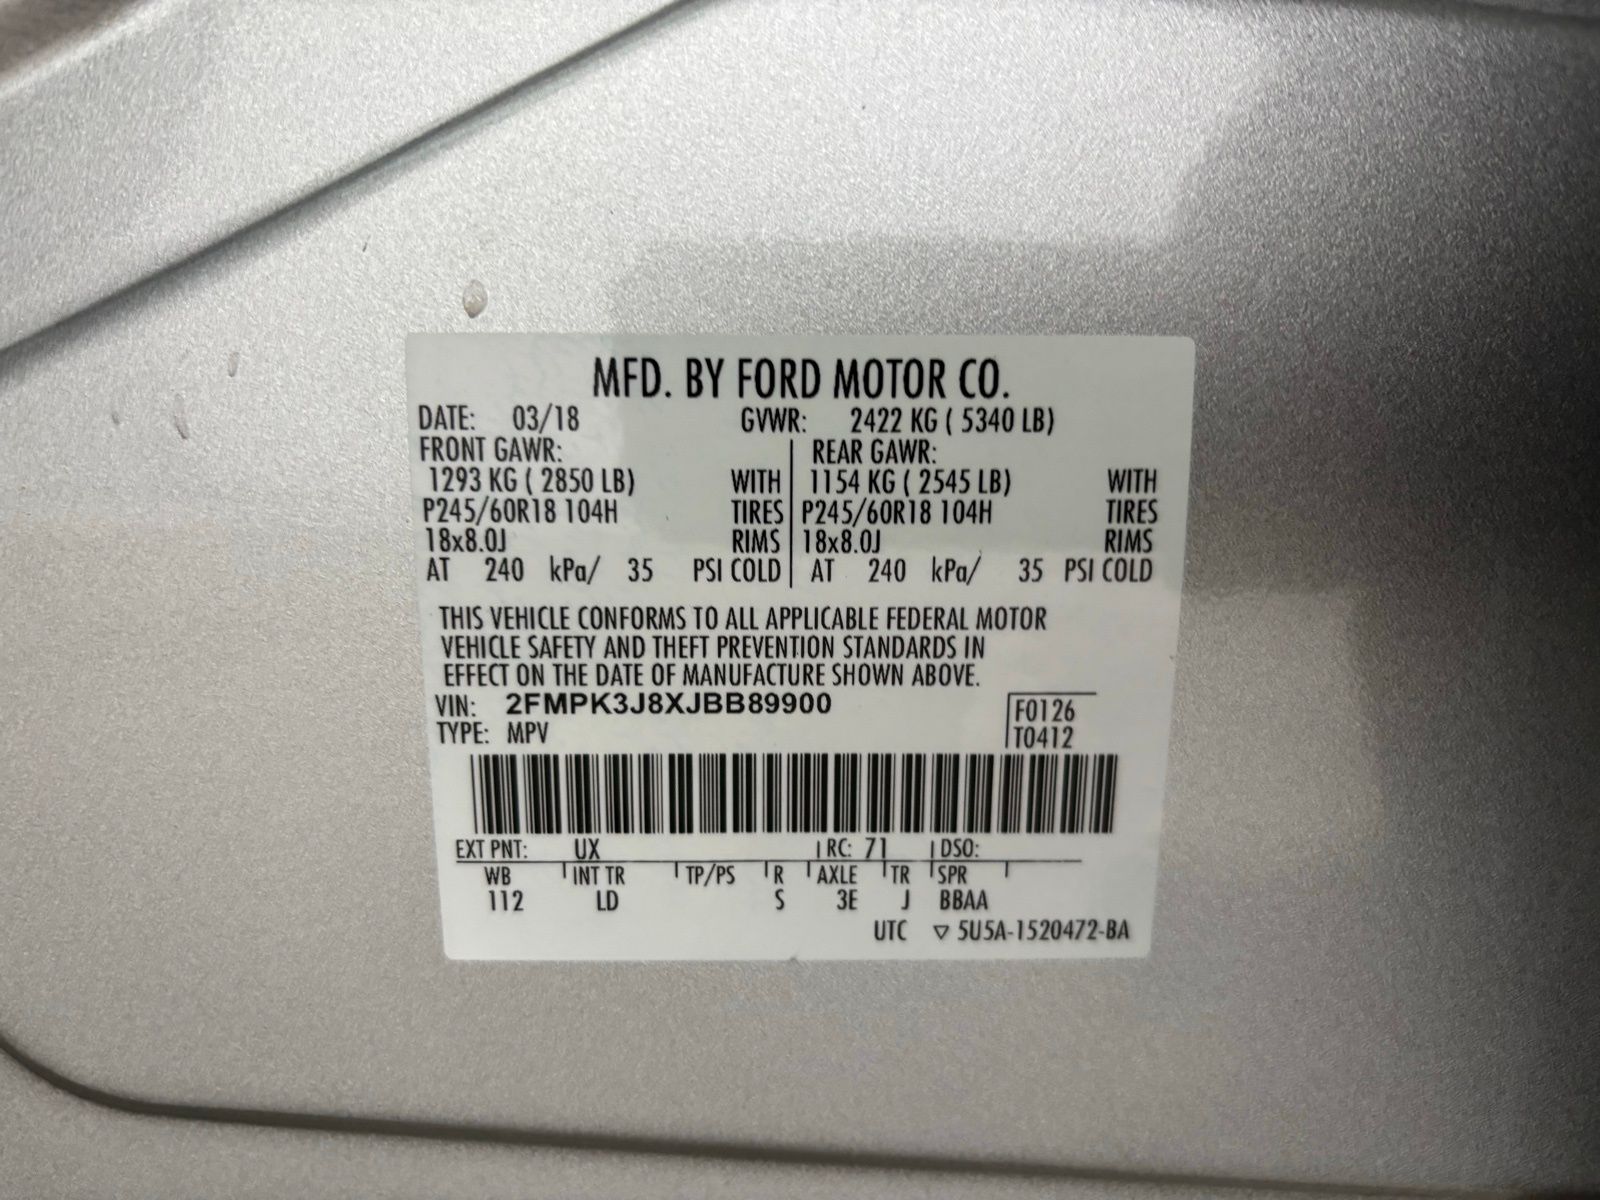 MFD. BY FORD MOTOR CO.
DATE: 03/18 GVWR: 2422 KG ( 5340 LB)
FRONT GAWR: REAR GAWR:
1293 KG ( 2850 LB) WITH 1154 KG ( 2545 LB) WITH
P245/60R18 104H TIRES P245/60R18 104H TIRES
18x8.0J RIMS 18x8.0J RIMS
AT 240 kPa/ 35 PSI COLD AT 240 kPa/ 35 PSI COLD
THIS VEHICLE CONFORMS TO ALL APPLICABLE FEDERAL MOTOR
VEHICLE SAFETY AND THEFT PREVENTION STANDARDS IN
EFFECT ON THE DATE OF MANUFACTURE SHOWN ABOVE.
VIN: 2FMPK3J8XJBB89900 F0126
TYPE: MPV T0412
EXT PNT: UX RC: 71 DSO:
WB INT TR TP/PS R AXLE TR SPR
112 LD S 3E J BBAA
UTC ▽ 5U5A-1520472-BA